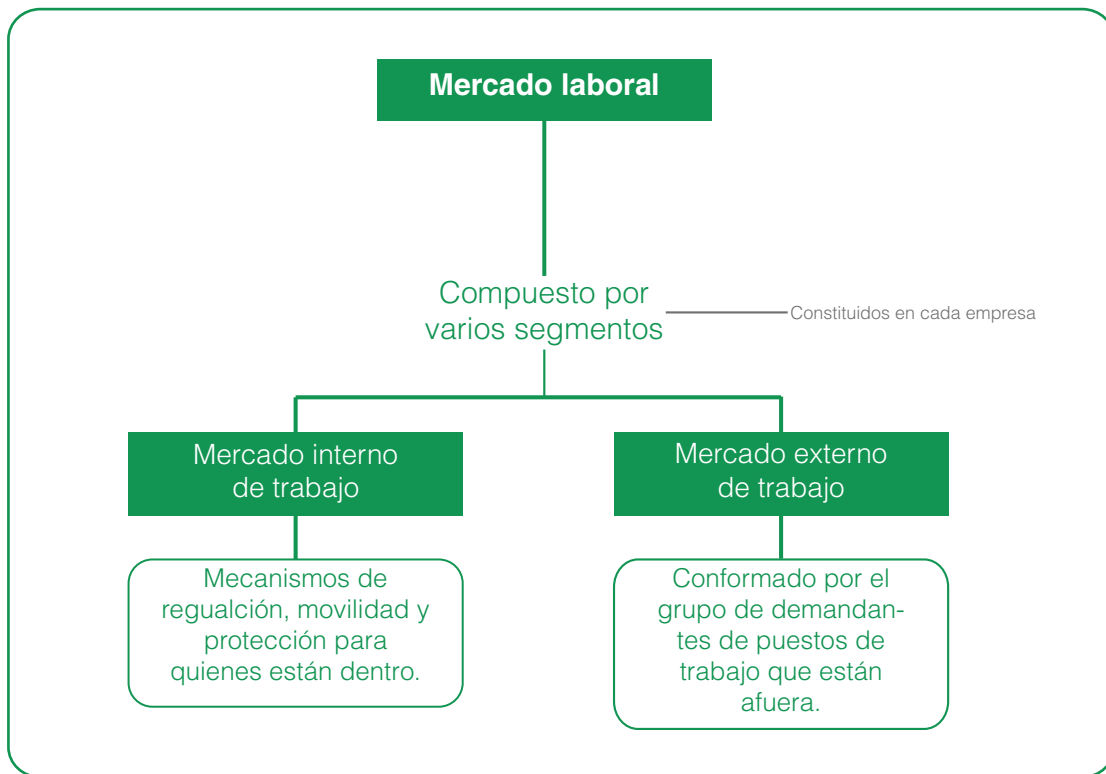 Mercado laboral
Compuesto por
varios segmentos
Constituidos en cada empresa
Mercado interno
de trabajo
Mercado externo
de trabajo
Mecanismos de
regualción, movilidad y
protección para
quienes están dentro.
Conformado por el
grupo de demandan-
tes de puestos de
trabajo que están
afuera.